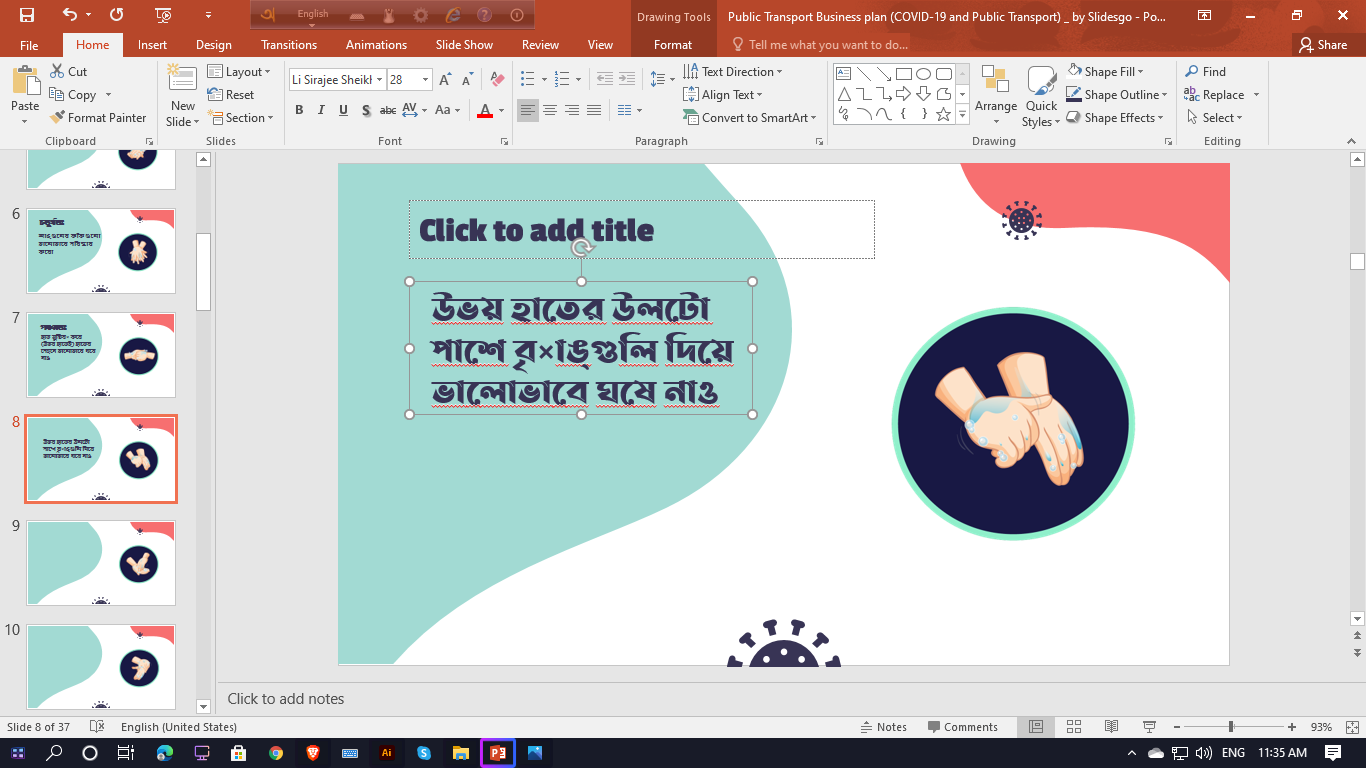 English
Drawing Tools
Public Transport Business plan (COVID-19 and Public Transport) _ by Slidesgo - Po...
File
Home
Insert
Design
Transitions
Animations
Slide Show
Review
View
Format
Tell me what you want to do...
Share
Paste
Cut
Copy
Format Painter
Clipboard
New Slide
Layout
Reset
Section
Slides
Li Sirajee Sheikh
28
B I U S abc AV Aa A
Font
Text Direction
Align Text
Convert to SmartArt
Paragraph
Arrange
Quick Styles
Shape Fill
Shape Outline
Shape Effects
Drawing
Find
Replace
Select
Editing
6
7
8
9
10
Click to add title
উভয় হাতের উলটো
পাশে বৃ×াঙ্গুলি দিয়ে
ভালোভাবে ঘষে নাও
Click to add notes
Slide 8 of 37
English (United States)
Notes
Comments
93%
ENG
11:35 AM